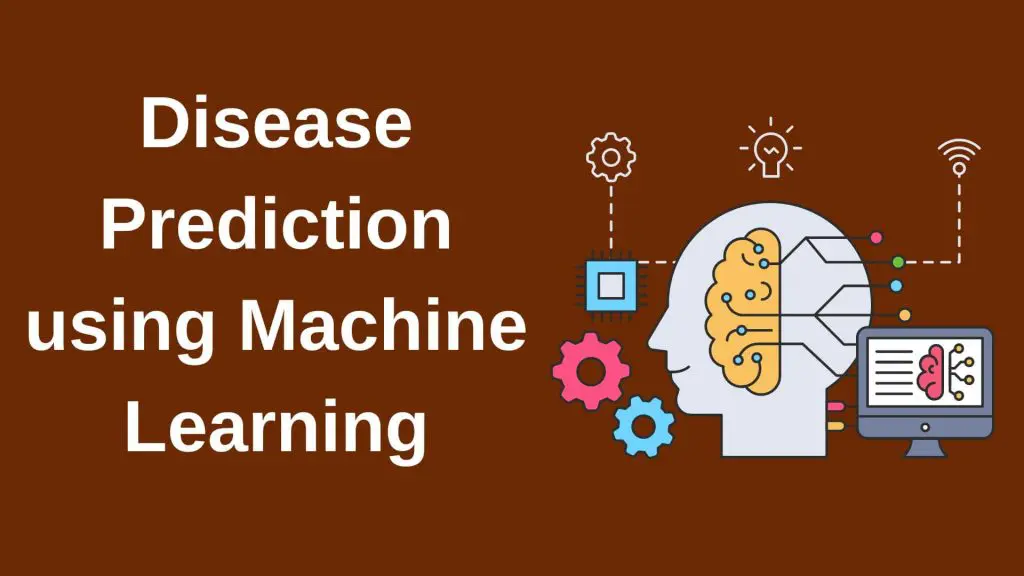 Disease
Prediction
using Machine
Learning